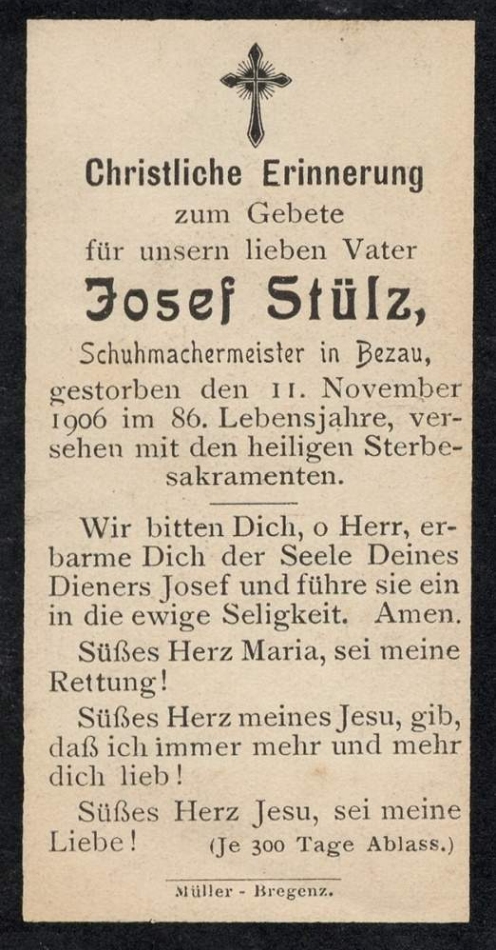 Christliche Erinnerung
zum Gebete
für unsern lieben Vater
Josef Stülz,
Schuhmachermeister in Bezau,
gestorben den 11. November
1906 im 86. Lebensjahre, ver-
sehen mit den heiligen Sterbe-
sakramenten.
Wir bitten Dich, o Herr, er-
barme Dich der Seele Deines
Dieners Josef und führe sie ein
in die ewige Seligkeit. Amen.
Süßes Herz Maria, sei meine
Rettung!
Süßes Herz meines Jesu, gib,
daß ich immer mehr und mehr
dich lieb!
Süßes Herz Jesu, sei meine
Liebe! (Je 300 Tage Ablass.)
Müller - Bregenz.